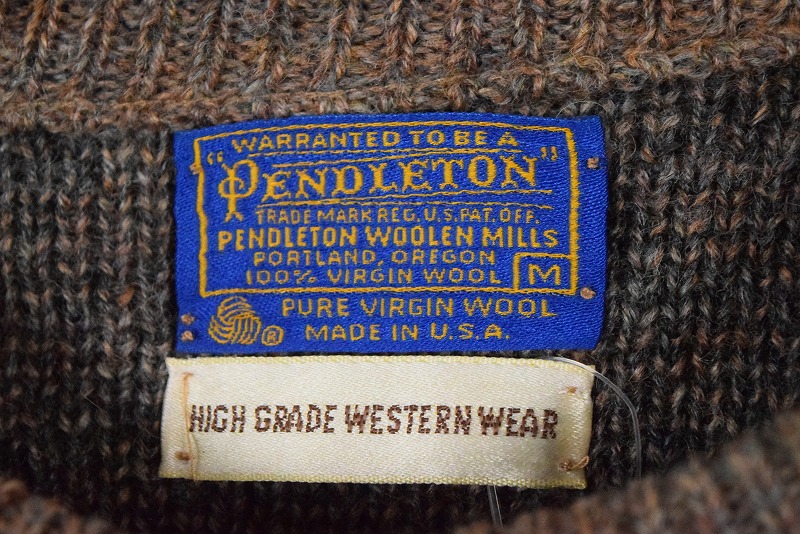 WARRANTED TO BE A
"PENDLETON"
TRADE MARK REG. U.S. PAT. OFF.
PENDLETON WOOLEN MILLS
PORTLAND, OREGON
100% VIRGIN WOOL M
PURE VIRGIN WOOL
® MADE IN U.S.A.
HIGH GRADE WESTERN WEAR